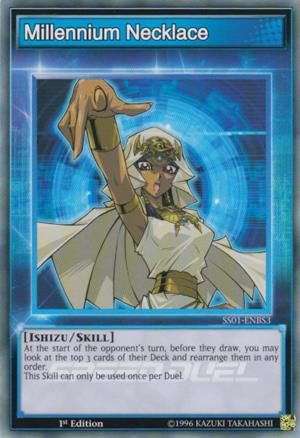 Millennium Necklace
SS01-ENBS3
[ISHIZU/SKILL]
At the start of the opponent's turn, before they draw, you may
look at the top 3 cards of their Deck and rearrange them in any
order.
This Skill can only be used once per Duel.
SPEED DUEL
1st Edition
©1996 KAZUKI TAKAHASHI